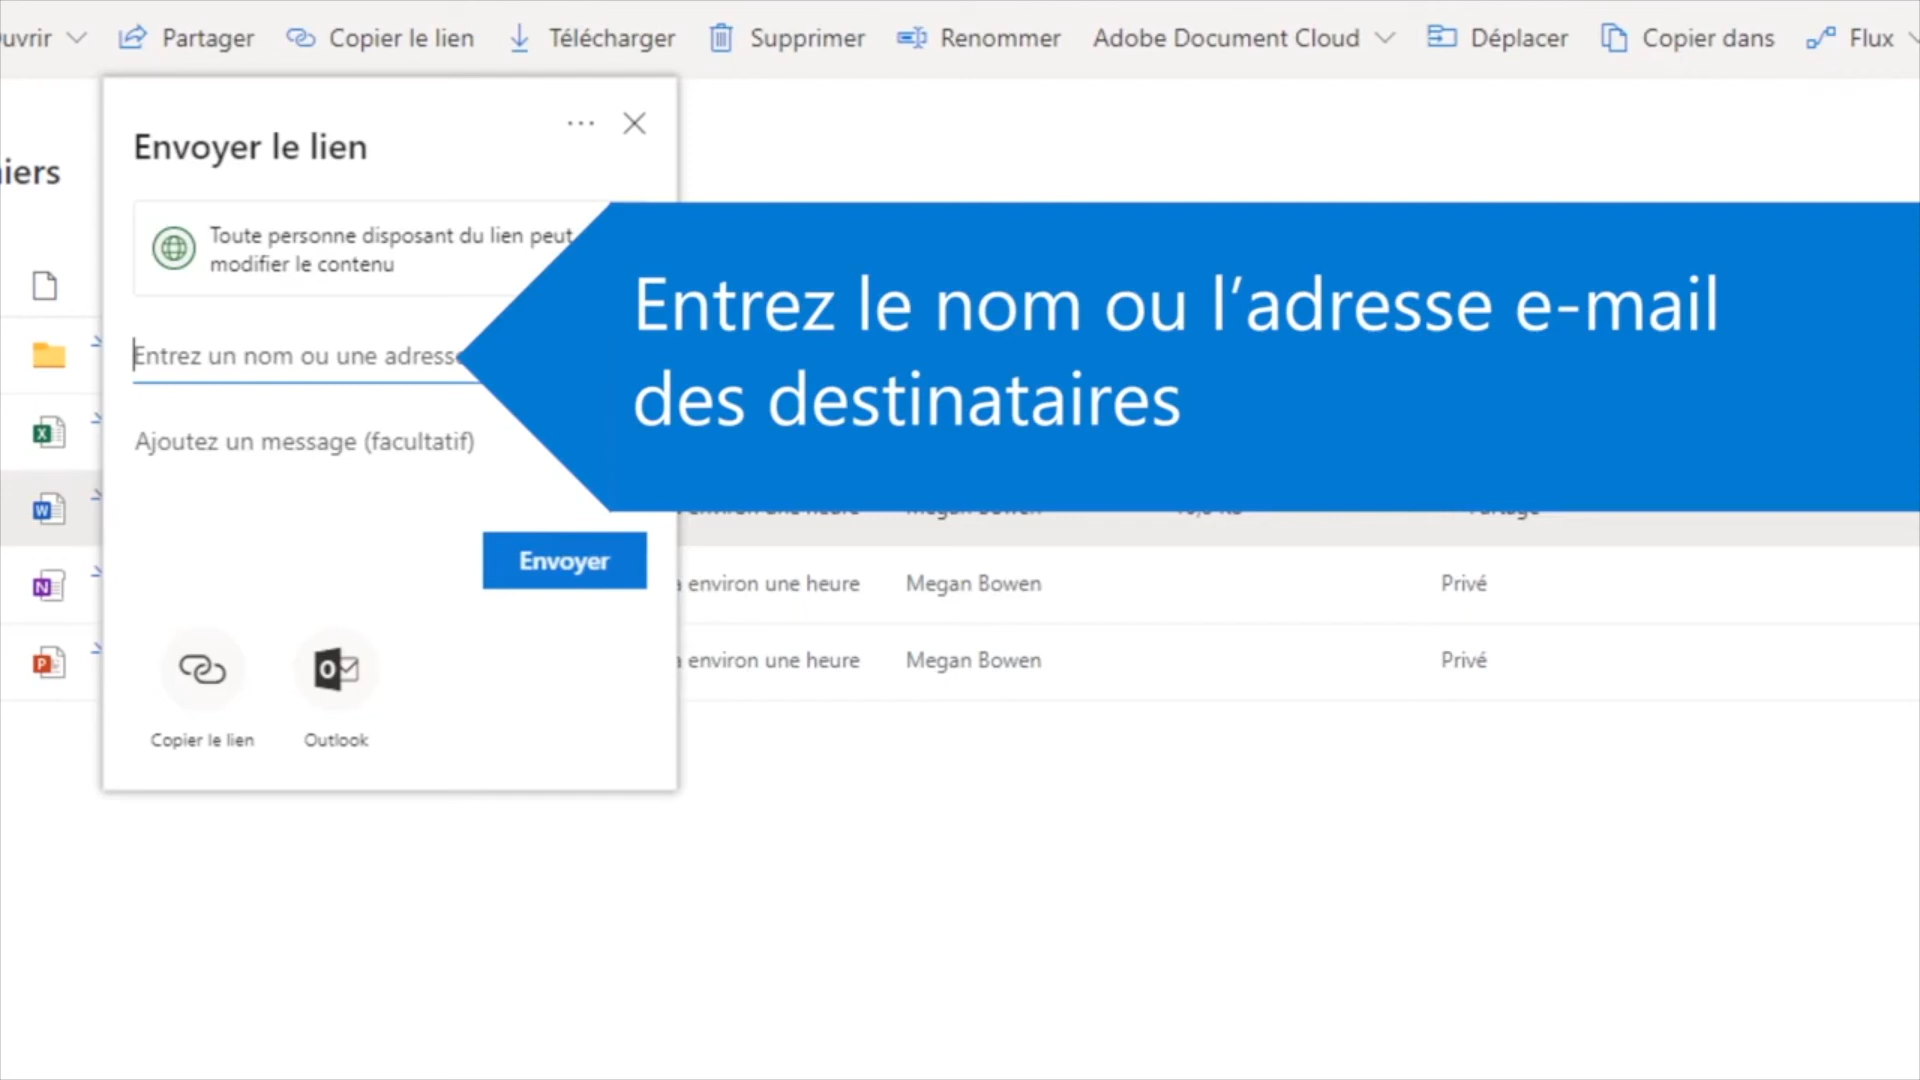 Partager Copier le lien Télécharger Supprimer Renommer Adobe Document Cloud Déplacer Copier dans Flux
Envoyer le lien
Toute personne disposant du lien peut
modifier le contenu
Entrez le nom ou l’adresse e-mail
des destinataires
Entrez un nom ou une
Ajoutez un message (facultatif)
Envoyer
environ une heure Megan Bowen Privé
environ une heure Megan Bowen Privé
Copier le lien Outlook